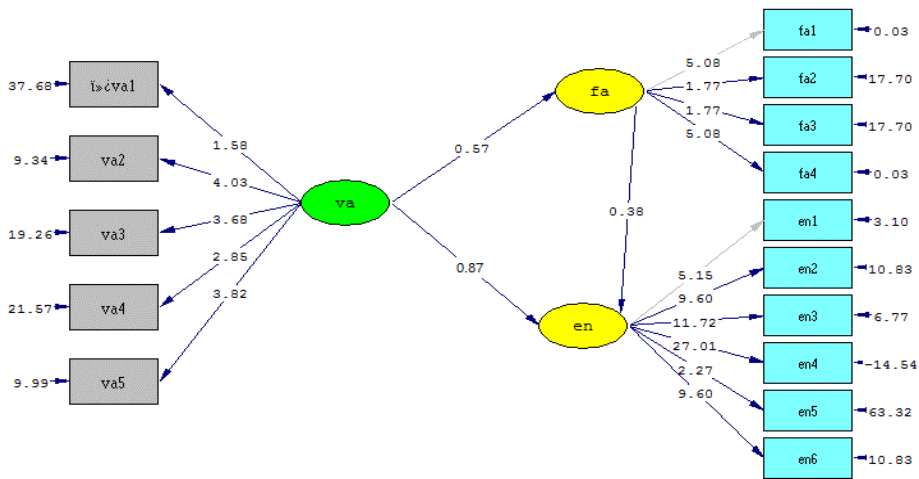 37.68
ï»¿va1
9.34
va2
19.26
va3
21.57
va4
9.99
va5
1.58
4.03
3.68
2.85
3.82
va
0.57
0.87
fa
0.38
en
5.08
1.77
1.77
5.08
5.15
9.60
11.72
27.01
2.27
9.60
fa1
0.03
fa2
17.70
fa3
17.70
fa4
0.03
en1
3.10
en2
10.83
en3
6.77
en4
-14.54
en5
63.32
en6
10.83